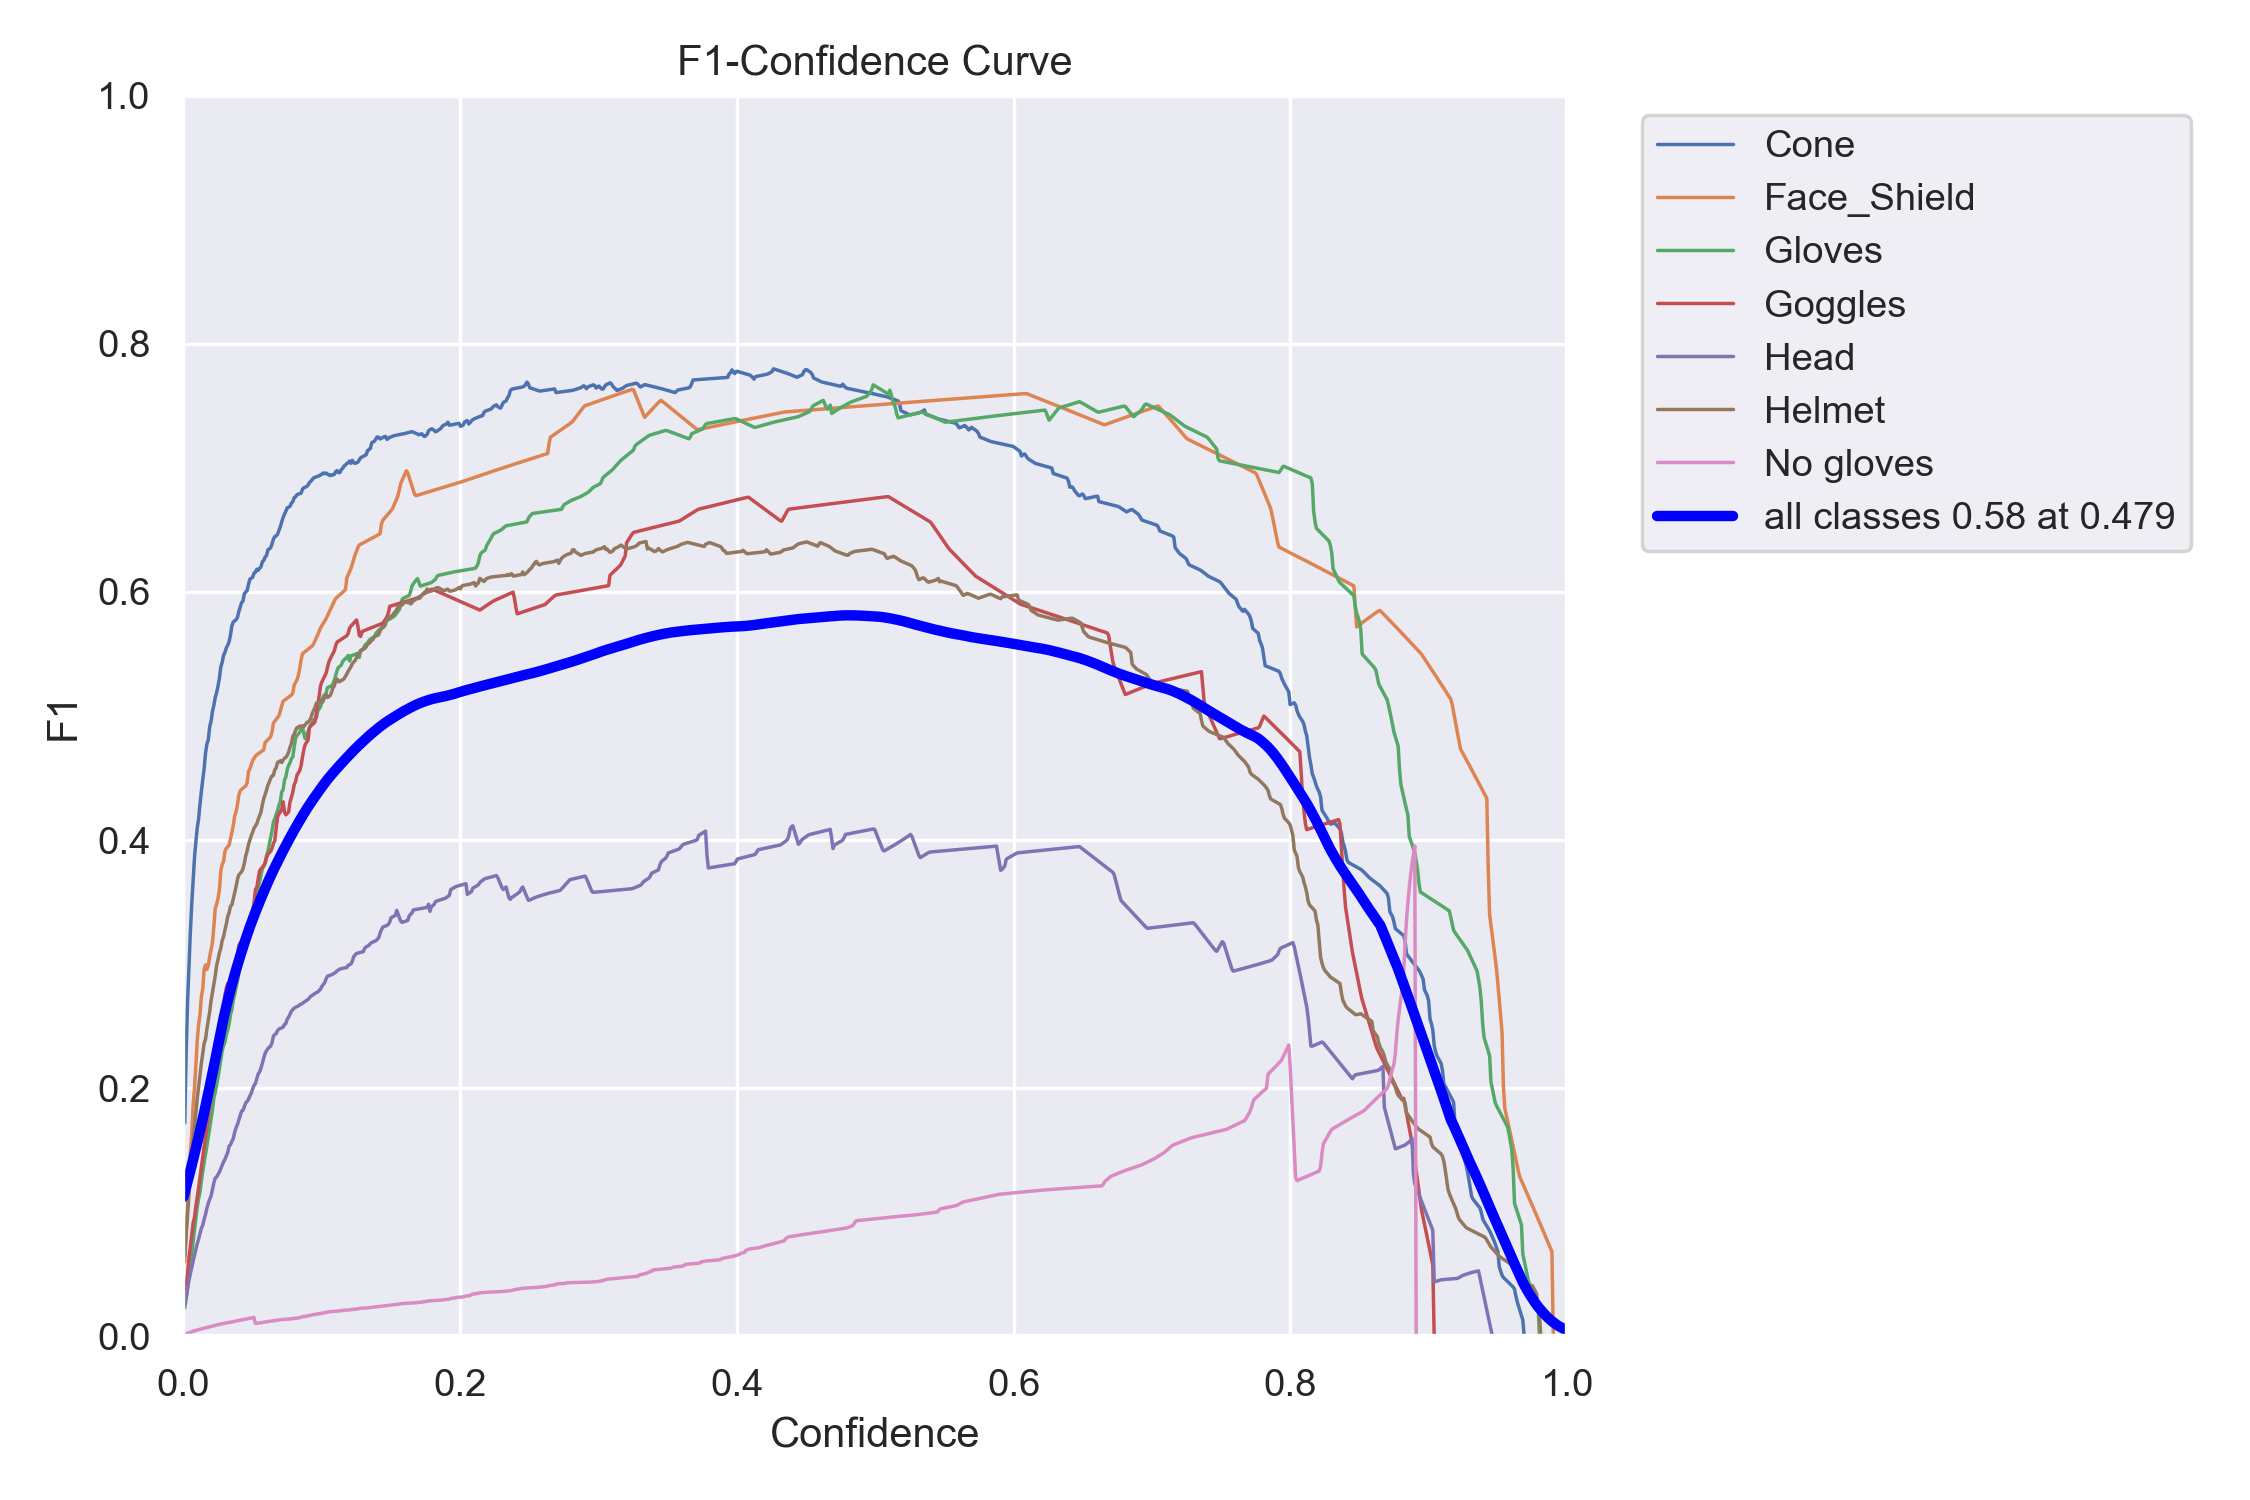 F1-Confidence Curve
1.0
0.8
0.6
0.4
0.2
0.0
F1
0.0 0.2 0.4 0.6 0.8 1.0
Confidence
Cone
Face_Shield
Gloves
Goggles
Head
Helmet
No gloves
all classes 0.58 at 0.479